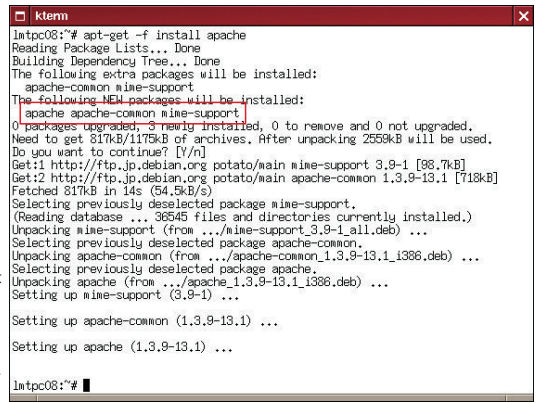 kterm
lmtpc08:~# apt-get -f install apache
Reading Package Lists... Done
Building Dependency Tree... Done
The following extra packages will be installed:
  apache-common mime-support
The following NEW packages will be installed:
  apache apache-common mime-support
0 packages upgraded, 3 newly installed, 0 to remove and 0 not upgraded.
Need to get 817kB/1175kB of archives. After unpacking 2559kB will be used.
Do you want to continue? [Y/n]
Get:1 http://ftp.jp.debian.org potato/main mime-support 3.9-1 [98.7kB]
Get:2 http://ftp.jp.debian.org potato/main apache-common 1.3.9-13.1 [718kB]
Fetched 817kB in 14s (54.5kB/s)
Selecting previously deselected package mime-support.
(Reading database ... 36545 files and directories currently installed.)
Unpacking mime-support (from .../mime-support_3.9-1_all.deb) ...
Selecting previously deselected package apache-common.
Unpacking apache-common (from .../apache-common_1.3.9-13.1_i386.deb) ...
Selecting previously deselected package apache.
Unpacking apache (from .../apache_1.3.9-13.1_i386.deb) ...
Setting up mime-support (3.9-1) ...
Setting up apache-common (1.3.9-13.1) ...
Setting up apache (1.3.9-13.1) ...
lmtpc08:~#